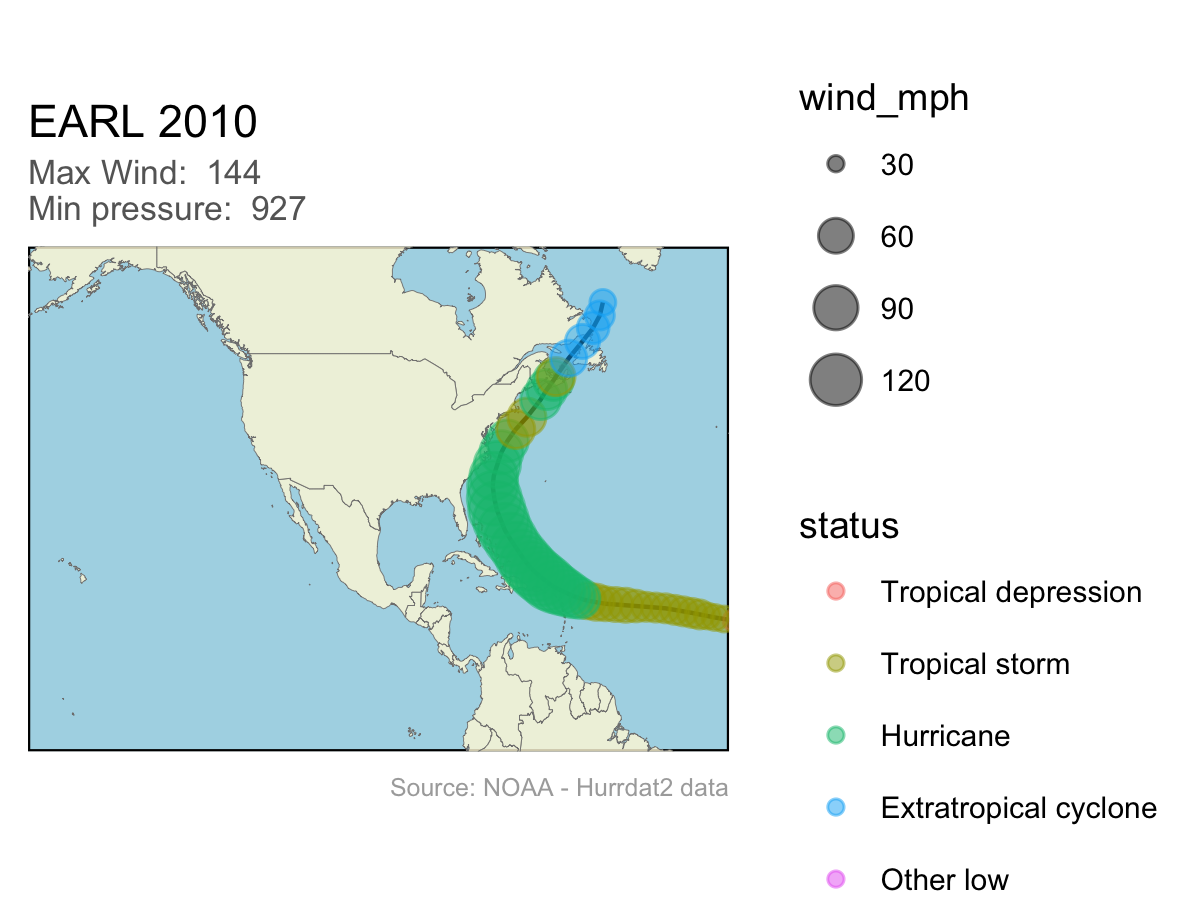 EARL 2010
Max Wind:  144
Min pressure:  927
Source: NOAA - Hurrdat2 data
wind_mph
30
60
90
120
status
Tropical depression
Tropical storm
Hurricane
Extratropical cyclone
Other low